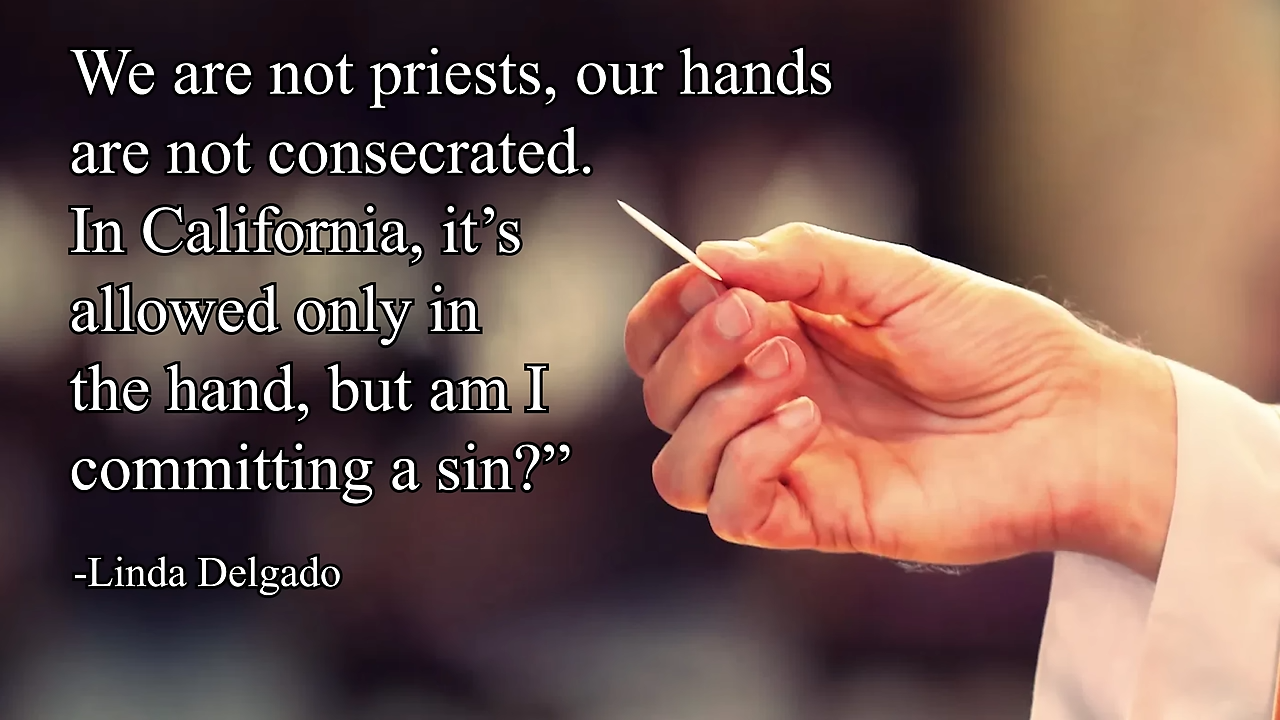 We are not priests, our hands
are not consecrated.
In California, it’s
allowed only in
the hand, but am I
committing a sin?”
-Linda Delgado